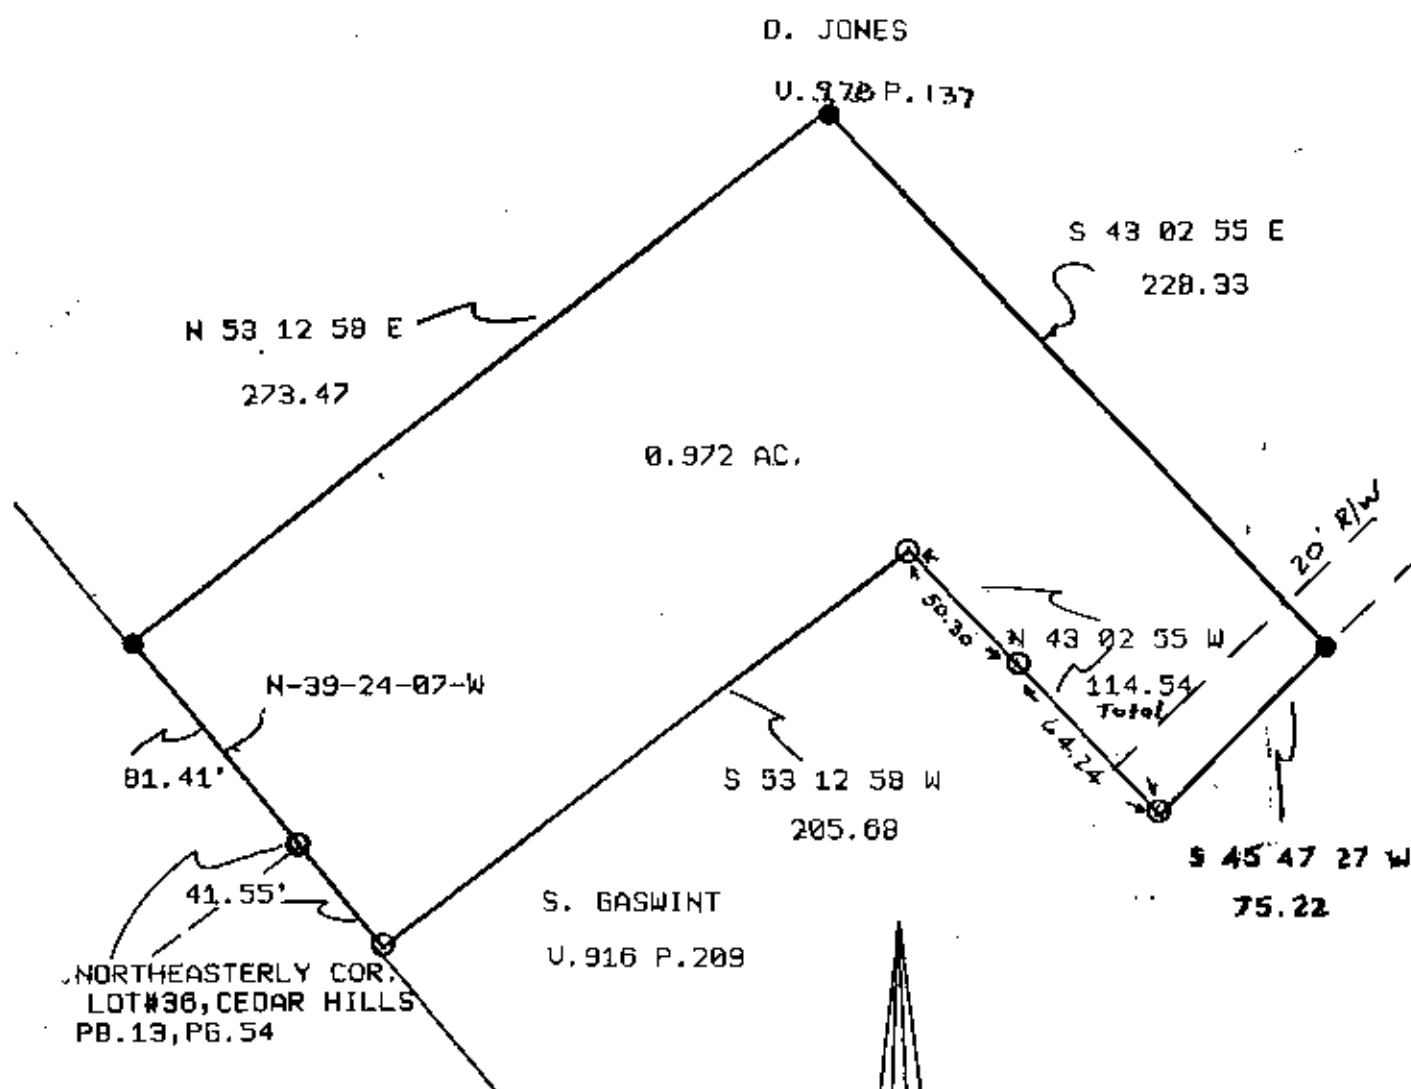 D. JONES
V.978 P.137
S 43 02 55 E
228.33
N 53 12 58 E
273.47
0.972 AC.
20' R/W
50.30
N 43 02 55 W
114.54
Total
64.24
N-39-24-07-W
81.41'
S 53 12 58 W
205.68
S 45 47 27 W
75.22
41.55'
S. GASWINT
V.916 P.209
NORTHEASTERLY COR.
LOT#36,CEDAR HILLS
PB.13,PG.54